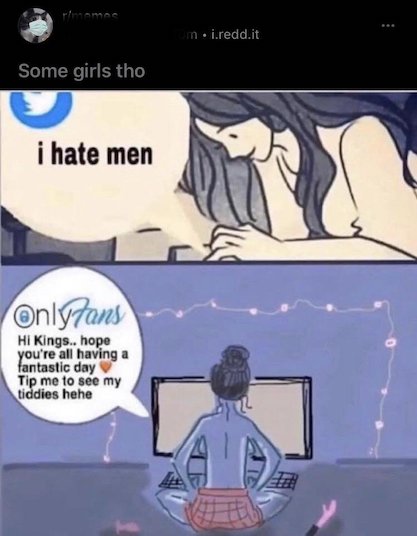 r/memes
m • i.redd.it
Some girls tho
i hate men
OnlyFans
Hi Kings.. hope
you're all having a
fantastic day 🧡
Tip me to see my
tiddies hehe